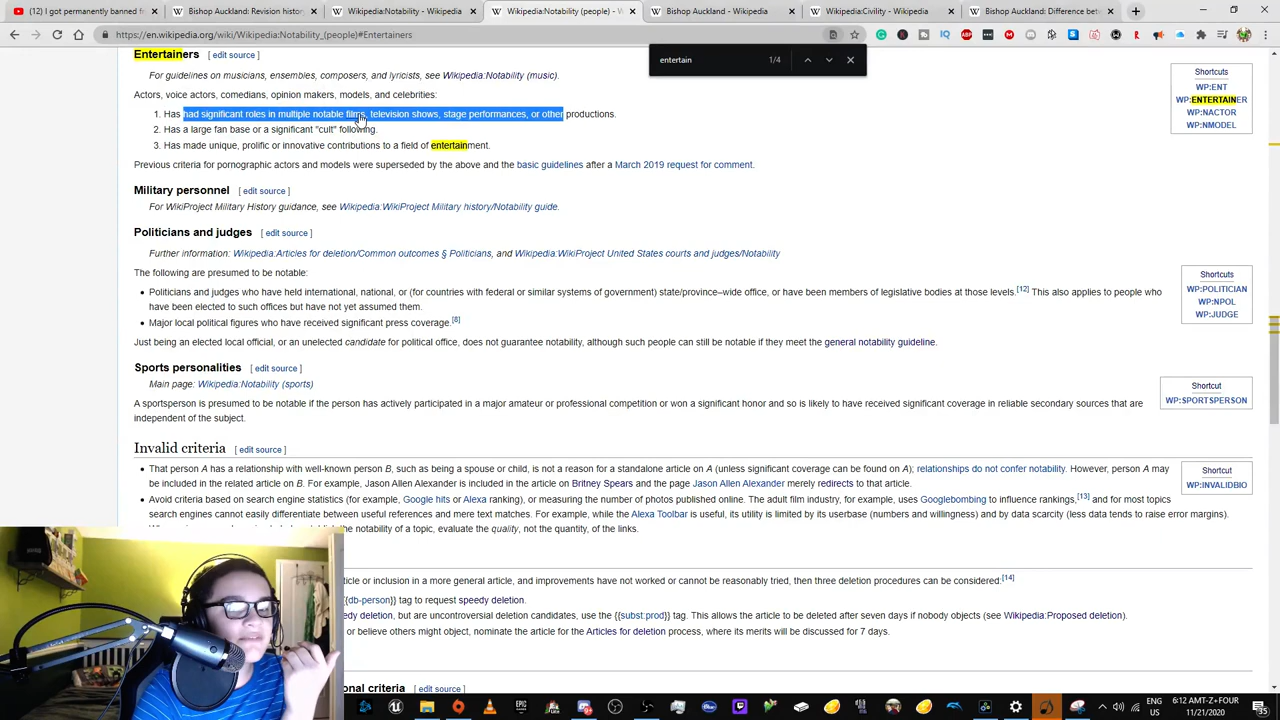 (12) I got permanently banned f
Bishop Auckland: Revision histor
Wikipedia:Notability (events) - W
Wikipedia:Notability (people) - W
Bishop Auckland - Wikipedia
Wikipedia:Civility - Wikipedia
Bishop Auckland: Difference bet
https://en.wikipedia.org/wiki/Wikipedia:Notability_(people)#Entertainers
entertain 1/4
Entertainers [ edit source ]
For guidelines on musicians, ensembles, composers, and lyricists, see Wikipedia:Notability (music).
Actors, voice actors, comedians, opinion makers, models, and celebrities:
1. Has had significant roles in multiple notable films, television shows, stage performances, or other productions.
2. Has a large fan base or a significant "cult" following.
3. Has made unique, prolific or innovative contributions to a field of entertainment.
Previous criteria for pornographic actors and models were superseded by the above and the basic guidelines after a March 2019 request for comment.
Shortcuts
WP:ENT
WP:ENTERTAINER
WP:NACTOR
WP:NMODEL
Military personnel [ edit source ]
For WikiProject Military History guidance, see Wikipedia:WikiProject Military history/Notability guide.
Politicians and judges [ edit source ]
Further information: Wikipedia:Articles for deletion/Common outcomes § Politicians, and Wikipedia:WikiProject United States courts and judges/Notability
The following are presumed to be notable:
• Politicians and judges who have held international, national, or (for countries with federal or similar systems of government) state/province–wide office, or have been members of legislative bodies at those levels.[12] This also applies to people who
have been elected to such offices but have not yet assumed them.
• Major local political figures who have received significant press coverage.[8]
Just being an elected local official, or an unelected candidate for political office, does not guarantee notability, although such people can still be notable if they meet the general notability guideline.
Shortcuts
WP:POLITICIAN
WP:NPOL
WP:JUDGE
Sports personalities [ edit source ]
Main page: Wikipedia:Notability (sports)
A sportsperson is presumed to be notable if the person has actively participated in a major amateur or professional competition or won a significant honor and so is likely to have received significant coverage in reliable secondary sources that are
independent of the subject.
Shortcut
WP:SPORTSPERSON
Invalid criteria [ edit source ]
• That person A has a relationship with well-known person B, such as being a spouse or child, is not a reason for a standalone article on A (unless significant coverage can be found on A); relationships do not confer notability. However, person A may
be included in the related article on B. For example, Jason Allen Alexander is included in the article on Britney Spears and the page Jason Allen Alexander merely redirects to that article.
• Avoid criteria based on search engine statistics (for example, Google hits or Alexa ranking), or measuring the number of photos published online. The adult film industry, for example, uses Googlebombing to influence rankings,[13] and for most topics
search engines cannot easily differentiate between useful references and mere text matches. For example, while the Alexa Toolbar is useful, its utility is limited by its userbase (numbers and willingness) and by data scarcity (less data tends to raise error margins).
the notability of a topic, evaluate the quality, not the quantity, of the links.
Shortcut
WP:INVALIDBIO
ticle or inclusion in a more general article, and improvements have not worked or cannot be reasonably tried, then three deletion procedures can be considered:[14]
{{db-person}} tag to request speedy deletion.
edy deletion, but are uncontroversial deletion candidates, use the {{subst:prod}} tag. This allows the article to be deleted after seven days if nobody objects (see Wikipedia:Proposed deletion).
or believe others might object, nominate the article for the Articles for deletion process, where its merits will be discussed for 7 days.
onal criteria [ edit source ]
ENG
US
6:12 AMT-Z+FOUR
11/21/2020